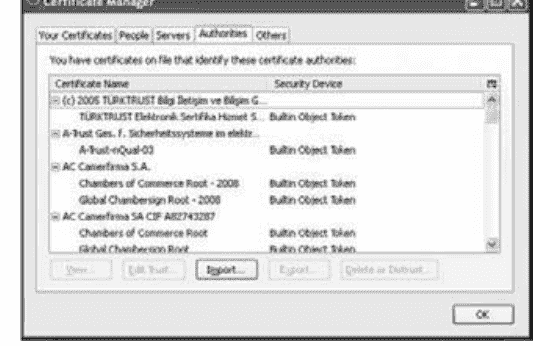 Certificate Manager
Your Certificates People Servers Authorities Others
You have certificates on file that identify these certificate authorities:
Certificate Name Security Device
(c) 2005 TÜRKTRUST Bilgi İletişim ve Bilişim G...
TÜRKTRUST Elektronik Sertifika Hizmet S... Builtin Object Token
A-Trust Ges. f. Sicherheitssysteme im elektr...
A-Trust-nQual-03 Builtin Object Token
AC Camerfirma S.A.
Chambers of Commerce Root - 2008 Builtin Object Token
Global Chambersign Root - 2008 Builtin Object Token
AC Camerfirma SA CIF A82743287
Chambers of Commerce Root Builtin Object Token
Global Chambersign Root Builtin Object Token
View... Edit Trust... Import... Export... Delete or Distrust...
OK